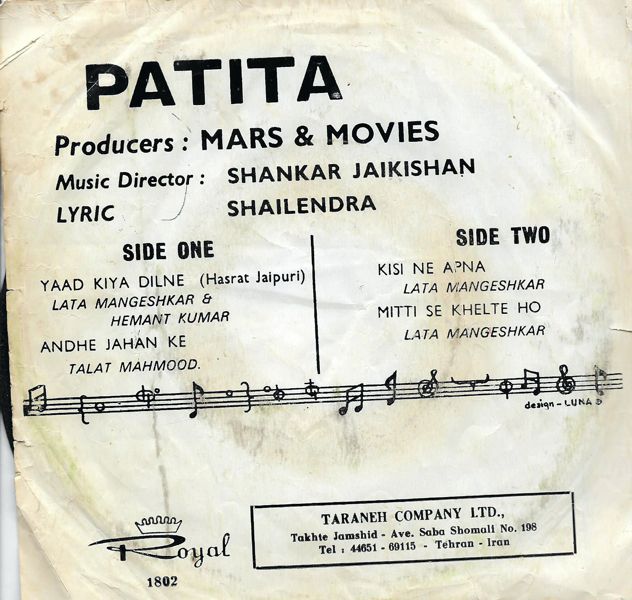 PATITA
Producers : MARS & MOVIES
Music Director : SHANKAR JAIKISHAN
LYRIC SHAILENDRA
SIDE ONE
YAAD KIYA DILNE (Hasrat Jaipuri)
LATA MANGESHKAR &
HEMANT KUMAR
ANDHE JAHAN KE
TALAT MAHMOOD.
SIDE TWO
KISI NE APNA
LATA MANGESHKAR
MITTI SE KHELTE HO
LATA MANGESHKAR
design - LUNA
Royal
1802
TARANEH COMPANY LTD.,
Takhte Jamshid - Ave. Saba Shomali No. 198
Tel : 44651 - 69115 - Tehran - Iran